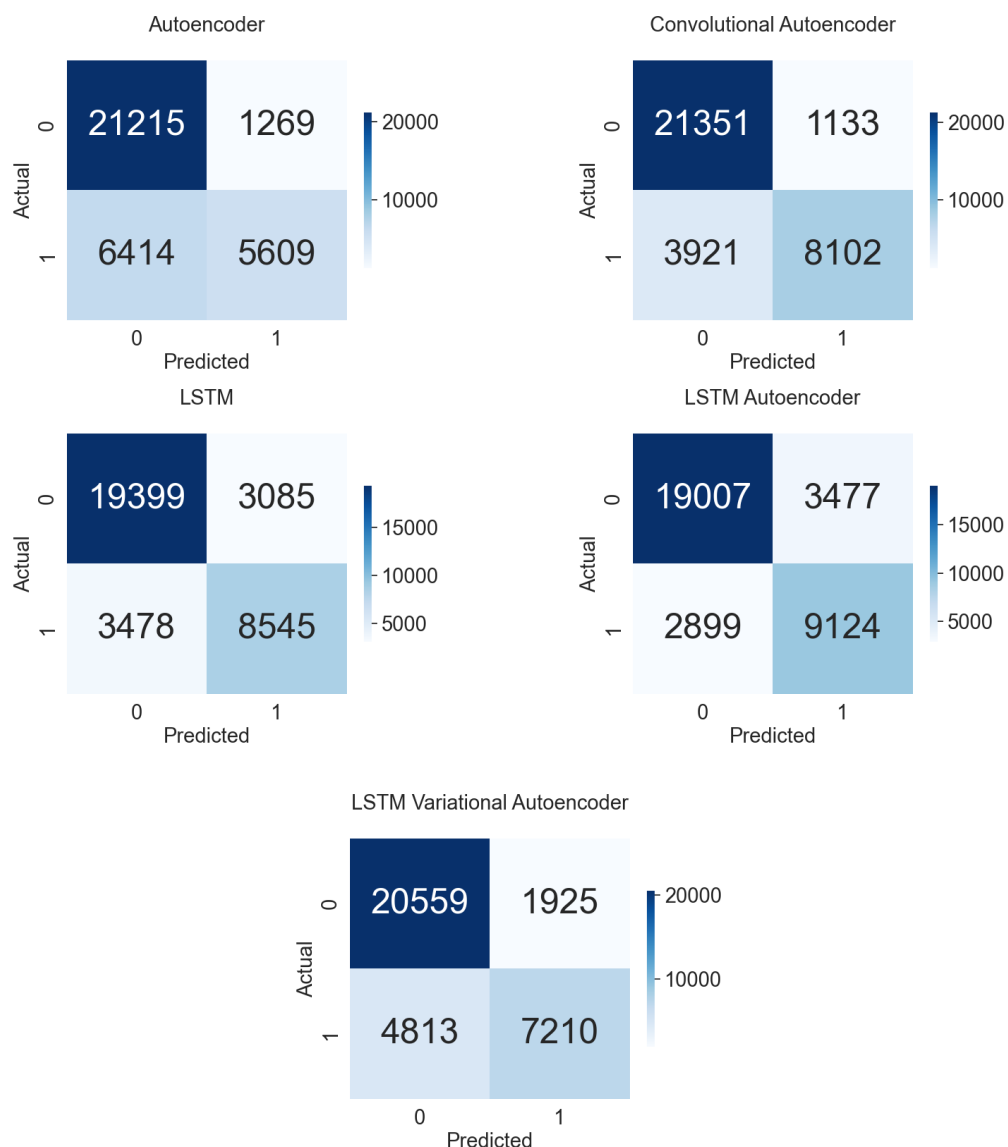 Autoencoder
0
21215 1269
20000
10000
Actual
1
6414 5609
0 1
Predicted
Convolutional Autoencoder
0
21351 1133
20000
10000
Actual
1
3921 8102
0 1
Predicted
LSTM
0
19399 3085
15000
10000
5000
Actual
1
3478 8545
0 1
Predicted
LSTM Autoencoder
0
19007 3477
15000
10000
5000
Actual
1
2899 9124
0 1
Predicted
LSTM Variational Autoencoder
0
20559 1925
20000
10000
Actual
1
4813 7210
0 1
Predicted